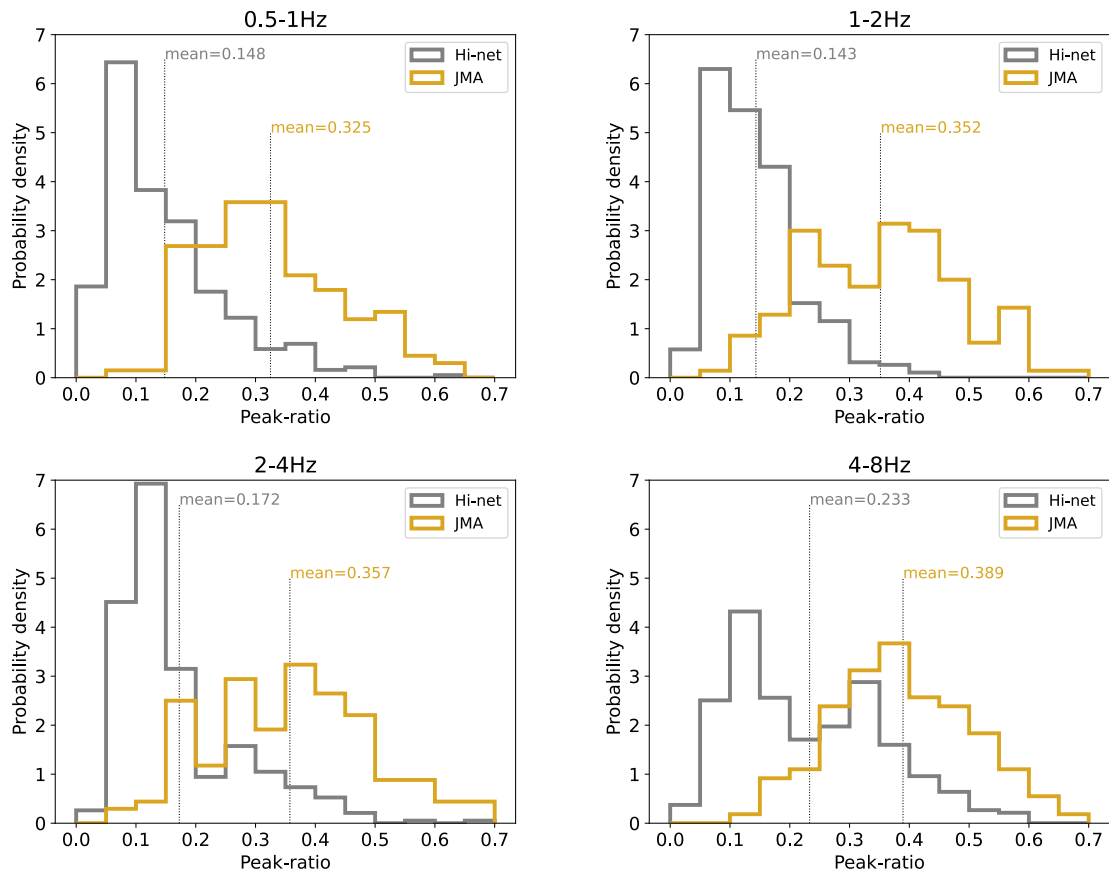 0.5-1Hz
Probability density
7
6
5
4
3
2
1
0
mean=0.148
mean=0.325
Hi-net
JMA
0.0 0.1 0.2 0.3 0.4 0.5 0.6 0.7
Peak-ratio
1-2Hz
Probability density
7
6
5
4
3
2
1
0
mean=0.143
mean=0.352
Hi-net
JMA
0.0 0.1 0.2 0.3 0.4 0.5 0.6 0.7
Peak-ratio
2-4Hz
Probability density
7
6
5
4
3
2
1
0
mean=0.172
mean=0.357
Hi-net
JMA
0.0 0.1 0.2 0.3 0.4 0.5 0.6 0.7
Peak-ratio
4-8Hz
Probability density
7
6
5
4
3
2
1
0
mean=0.233
mean=0.389
Hi-net
JMA
0.0 0.1 0.2 0.3 0.4 0.5 0.6 0.7
Peak-ratio